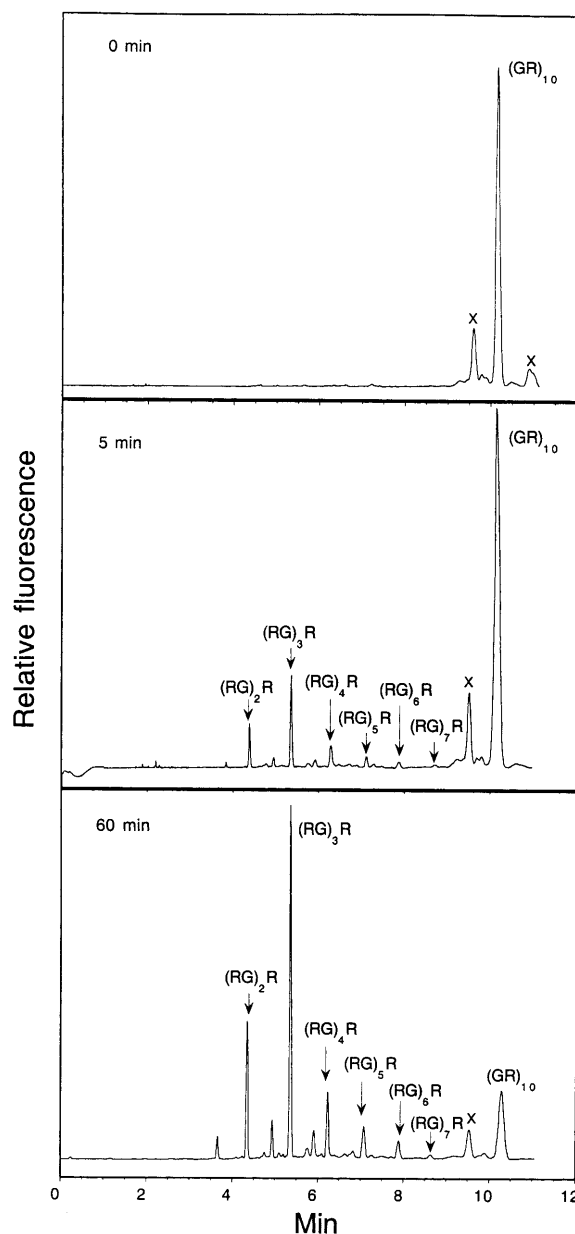 0 min
(GR)10
X
X
5 min
(GR)10
(RG)3R
(RG)2R
(RG)4R
(RG)6R
(RG)5R
(RG)7R
X
60 min
(RG)3R
(RG)2R
(RG)4R
(RG)5R
(RG)6R
(GR)10
(RG)7R
X
Relative fluorescence
0 2 4 6 8 10 12
Min